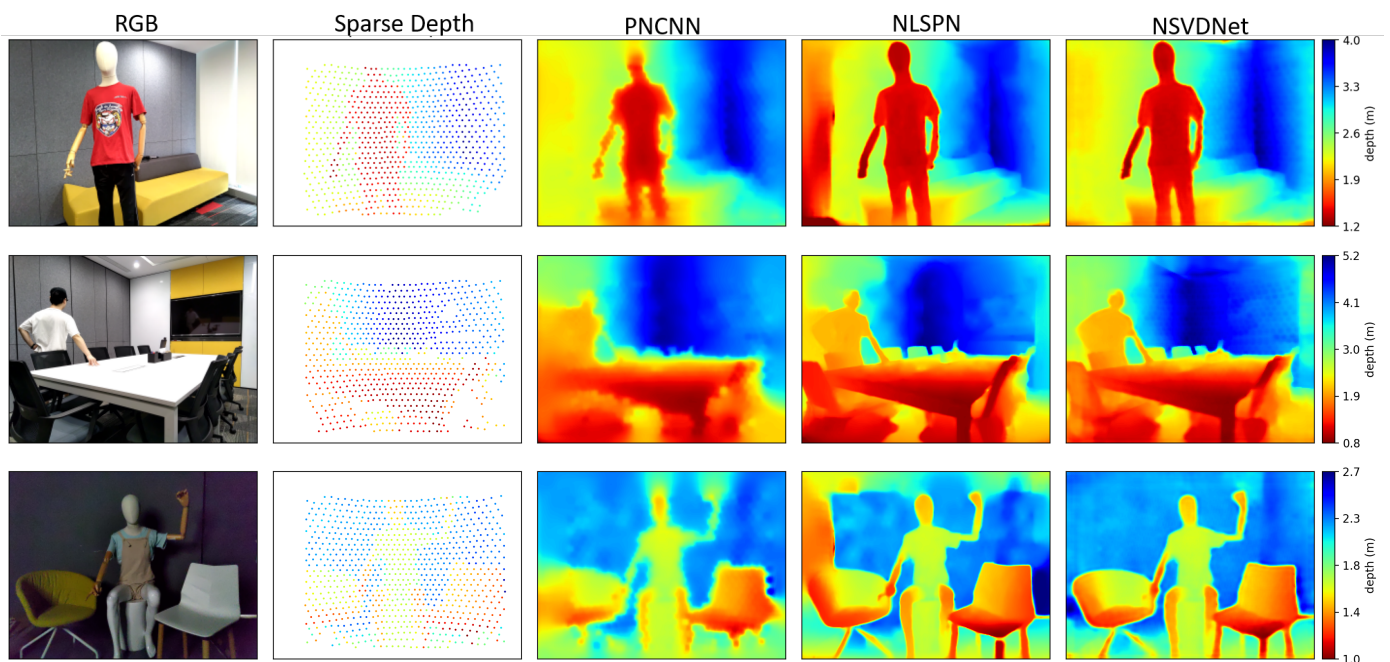 RGB
Sparse Depth
PNCNN
NLSPN
NSVDNet
4.0
3.3
2.6
1.9
1.2
depth (m)
5.2
4.1
3.0
1.9
0.8
depth (m)
2.7
2.3
1.8
1.4
1.0
depth (m)